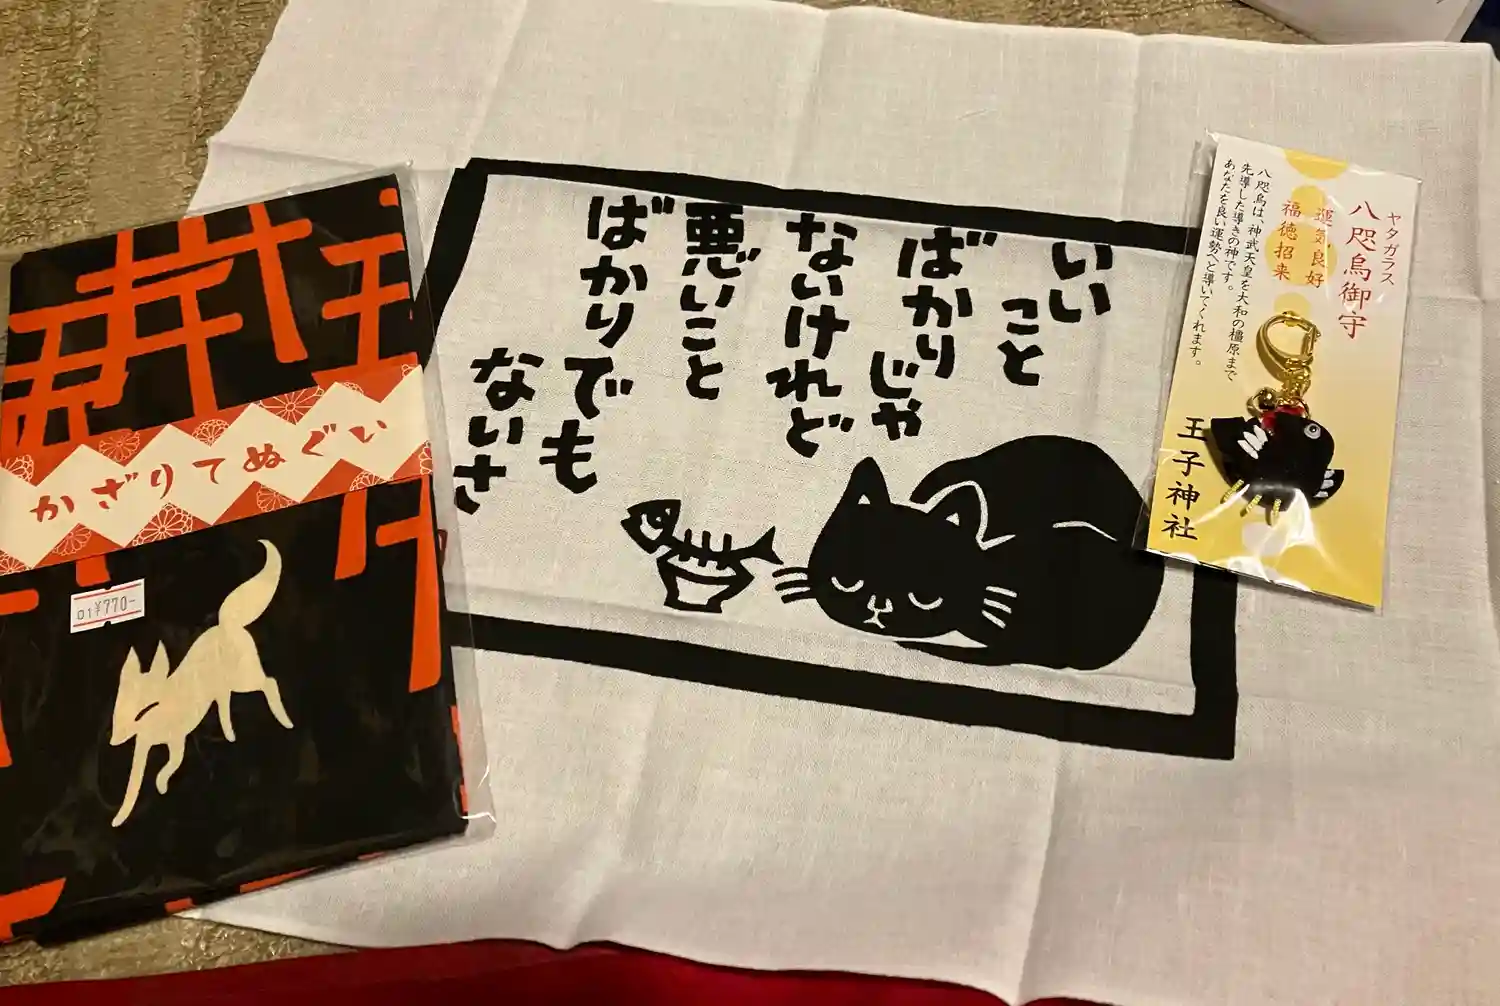 いい
こと
ばかり
じゃ
ないけれど
悪いこと
ばかり
でも
ないさ
かざりてぬぐい
01¥770-
ヤタガラス
八咫烏御守
運気良好
福徳招来
八咫烏は、神武天皇を大和の橿原まで
先導した導きの神です。
あなたを良い運勢へと導いてくれます。
王子神社